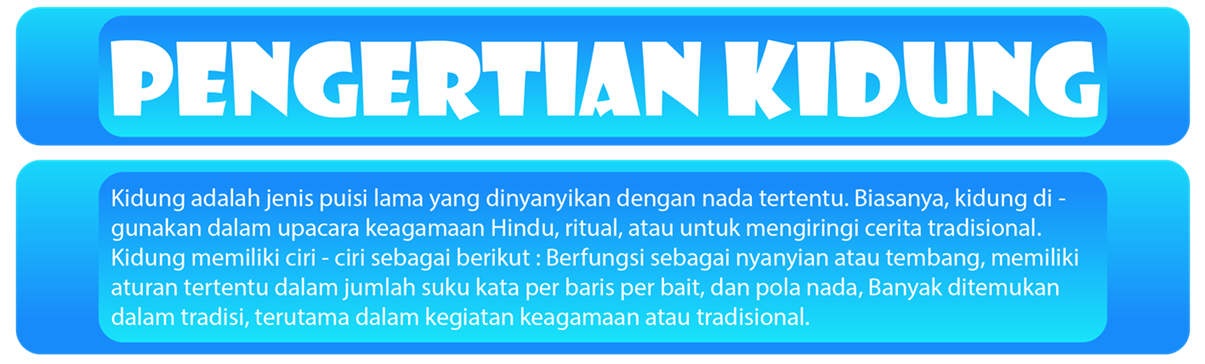 PENGERTIAN KIDUNG
Kidung adalah jenis puisi lama yang dinyanyikan dengan nada tertentu. Biasanya, kidung di -
gunakan dalam upacara keagamaan Hindu, ritual, atau untuk mengiringi cerita tradisional.
Kidung memiliki ciri - ciri sebagai berikut : Berfungsi sebagai nyanyian atau tembang, memiliki
aturan tertentu dalam jumlah suku kata per baris per bait, dan pola nada, Banyak ditemukan
dalam tradisi, terutama dalam kegiatan keagamaan atau tradisional.